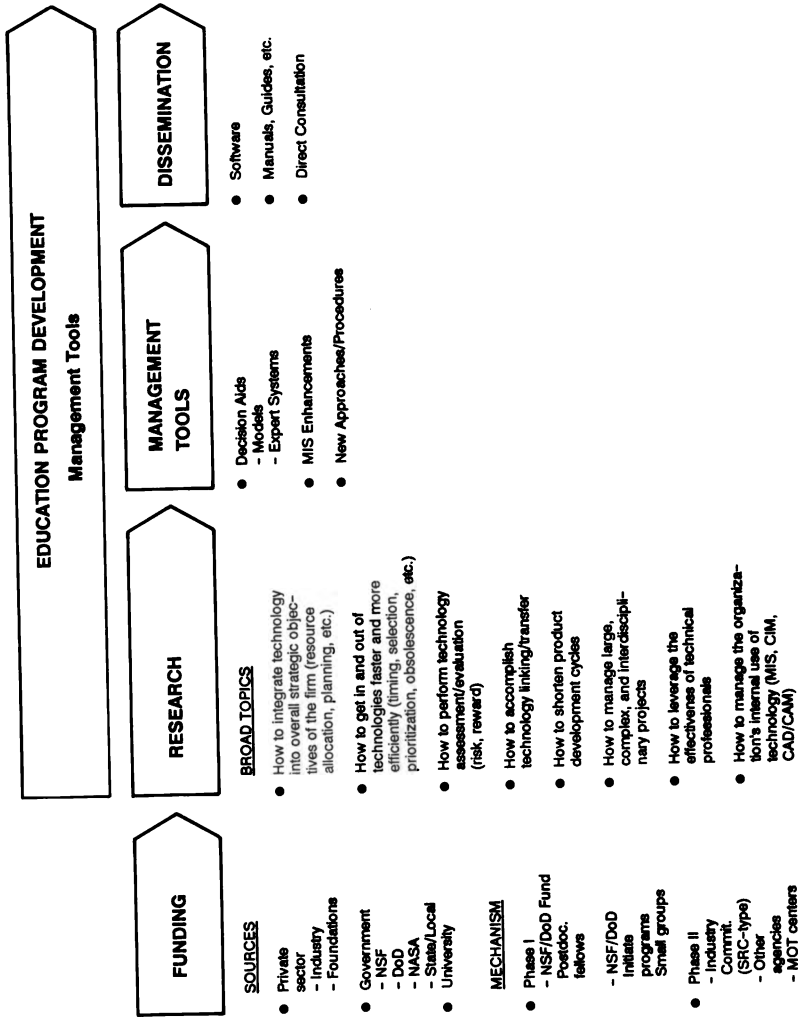 EDUCATION PROGRAM DEVELOPMENT
Management Tools
FUNDING
SOURCES
● Private
sector
- Industry
- Foundations
● Government
- NSF
- DoD
- NASA
- State/Local
● University
MECHANISM
● Phase I
- NSF/DoD Fund
Postdoc.
fellows
- NSF/DoD
Initiate
programs
Small groups
● Phase II
- Industry
Commit.
(SRC-type)
- Other
agencies
- MOT centers
RESEARCH
BROAD TOPICS
● How to integrate technology
into overall strategic objec-
tives of the firm (resource
allocation, planning, etc.)
● How to get in and out of
technologies faster and more
efficiently (timing, selection,
prioritization, obsolescence, etc.)
● How to perform technology
assessment/evaluation
(risk, reward)
● How to accomplish
technology linking/transfer
● How to shorten product
development cycles
● How to manage large,
complex, and interdiscipli-
nary projects
● How to leverage the
effectiveness of technical
professionals
● How to manage the organiza-
tion's internal use of
technology (MIS, CIM,
CAD/CAM)
MANAGEMENT
TOOLS
● Decision Aids
- Models
- Expert Systems
● MIS Enhancements
● New Approaches/Procedures
DISSEMINATION
● Software
● Manuals, Guides, etc.
● Direct Consultation